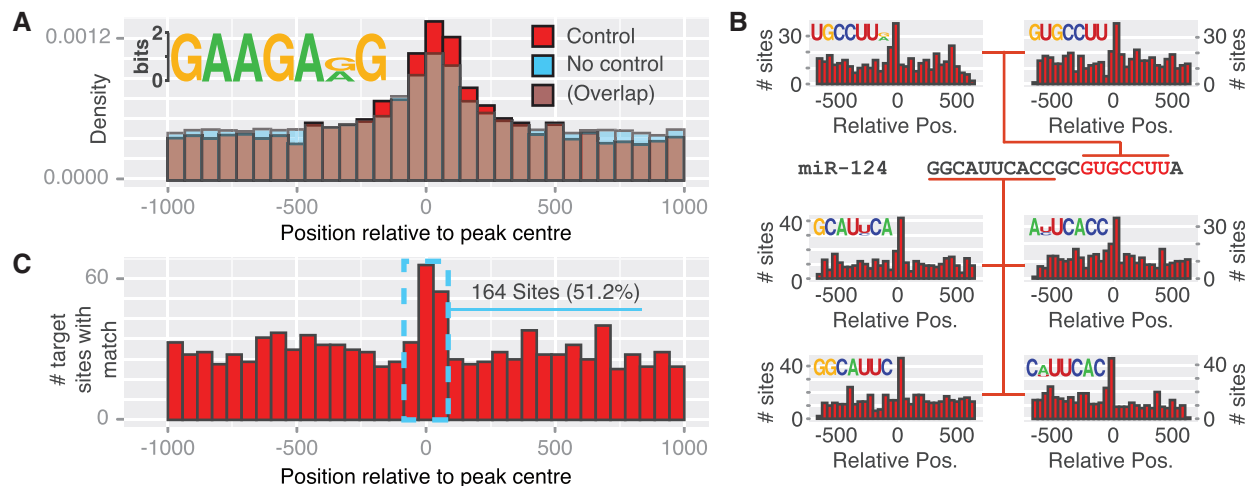 A
0.0012
0.0000
Density
bits
2
0
GAAGA
G
Control
No control
(Overlap)
-1000
-500
0
500
1000
Position relative to peak centre
C
60
0
# target
sites with
match
164 Sites (51.2%)
-1000
-500
0
500
1000
Position relative to peak centre
B
# sites
30
0
UGCCUU
-500
0
500
Relative Pos.
GUGCCUU
30
0
# sites
-500
0
500
Relative Pos.
miR-124
GGCAUUCACCGCGUGCCUUA
# sites
40
0
GCAUUCA
-500
0
500
Relative Pos.
AUUCACC
30
0
# sites
-500
0
500
Relative Pos.
# sites
40
0
GGCAUUC
-500
0
500
Relative Pos.
CAUUCAC
40
0
# sites
-500
0
500
Relative Pos.